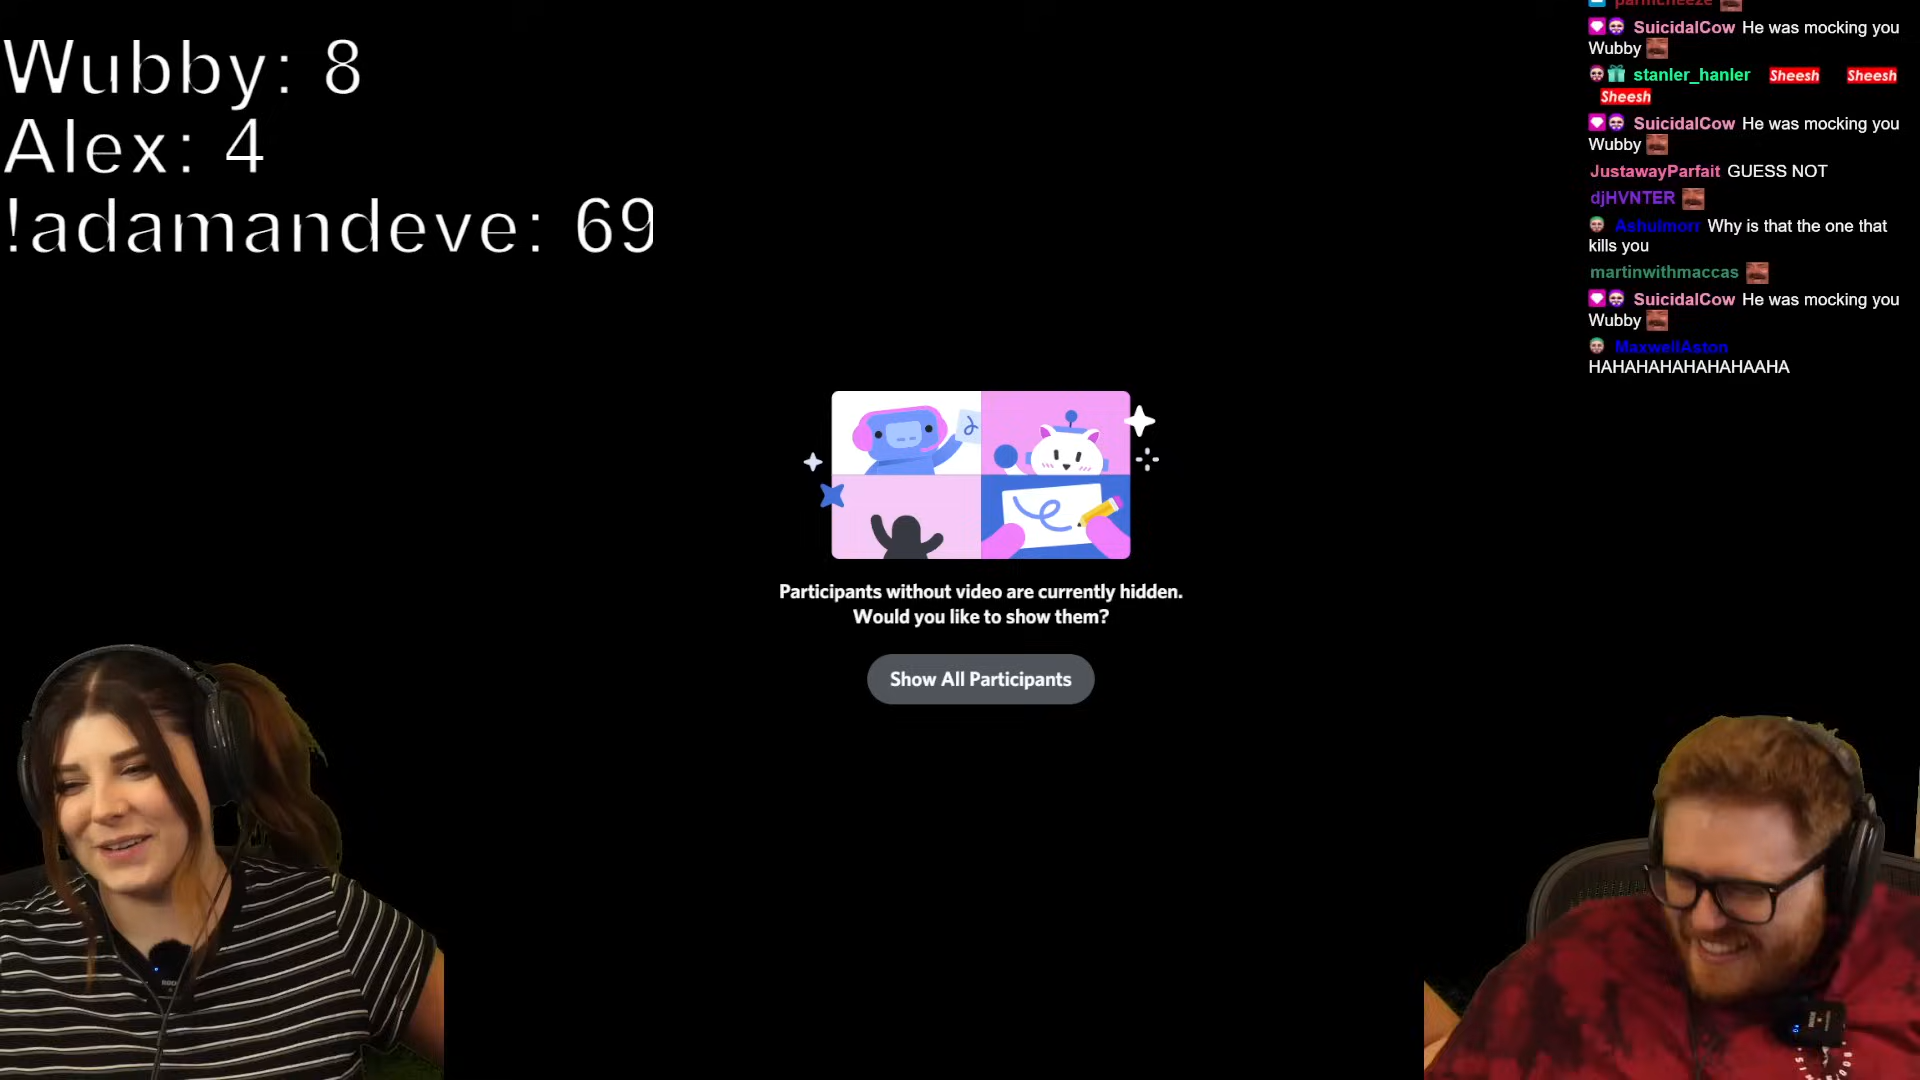 Wubby: 8
Alex: 4
!adamandeve: 69
parmcheeze
SuicidalCow He was mocking you
Wubby
stanler_hanler Sheesh Sheesh
Sheesh
SuicidalCow He was mocking you
Wubby
JustawayParfait GUESS NOT
djHVNTER
Ashulmorr Why is that the one that
kills you
martinwithmaccas
SuicidalCow He was mocking you
Wubby
MaxwellAston
HAHAHAHAHAHAHAAHA
Participants without video are currently hidden.
Would you like to show them?
Show All Participants